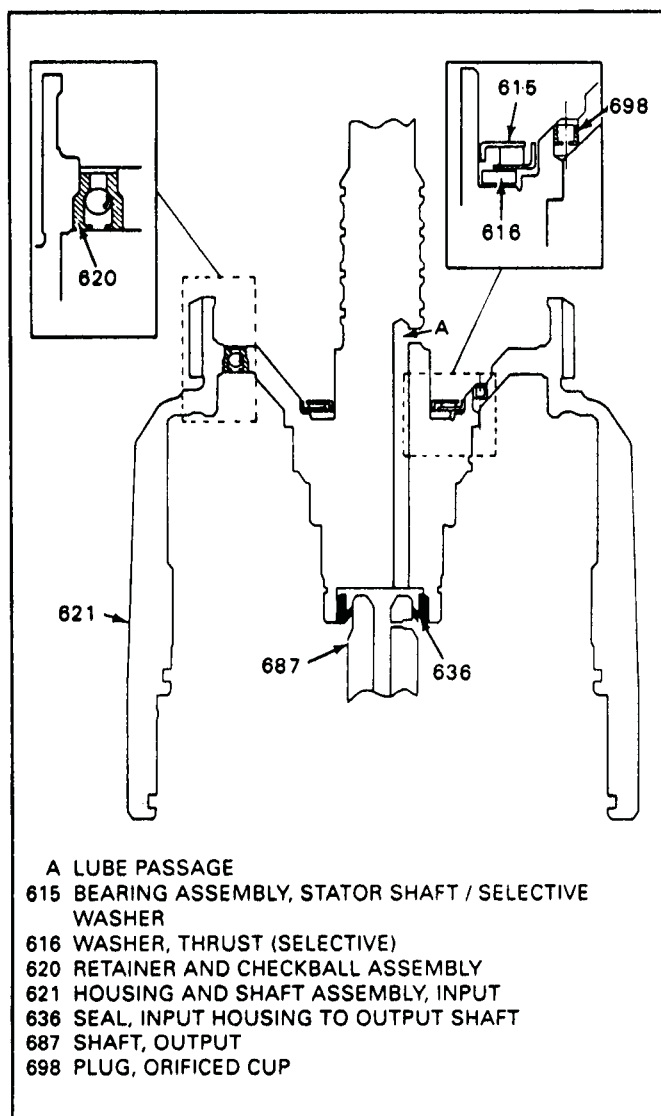 615
698
616
620
A
621
687
636
A LUBE PASSAGE
615 BEARING ASSEMBLY, STATOR SHAFT / SELECTIVE
WASHER
616 WASHER, THRUST (SELECTIVE)
620 RETAINER AND CHECKBALL ASSEMBLY
621 HOUSING AND SHAFT ASSEMBLY, INPUT
636 SEAL, INPUT HOUSING TO OUTPUT SHAFT
687 SHAFT, OUTPUT
698 PLUG, ORIFICED CUP